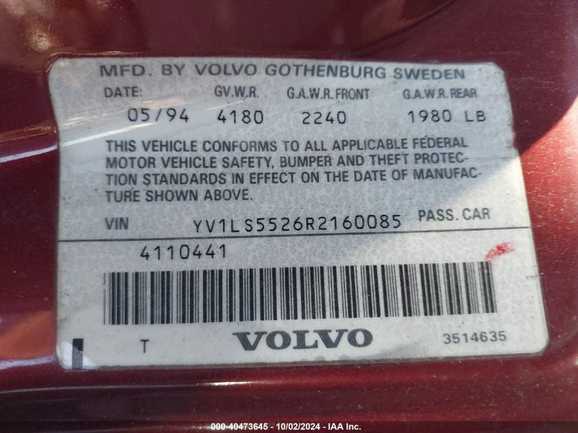 MFD. BY VOLVO GOTHENBURG SWEDEN
DATE: G.V.W.R. G.A.W.R. FRONT G.A.W.R. REAR
05/94 4180 2240 1980 LB
THIS VEHICLE CONFORMS TO ALL APPLICABLE FEDERAL
MOTOR VEHICLE SAFETY, BUMPER AND THEFT PROTEC-
TION STANDARDS IN EFFECT ON THE DATE OF MANUFAC-
TURE SHOWN ABOVE.
VIN YV1LS5526R2160085 PASS. CAR
4110441
T VOLVO 3514635
000-40473645 - 10/02/2024 - IAA Inc.